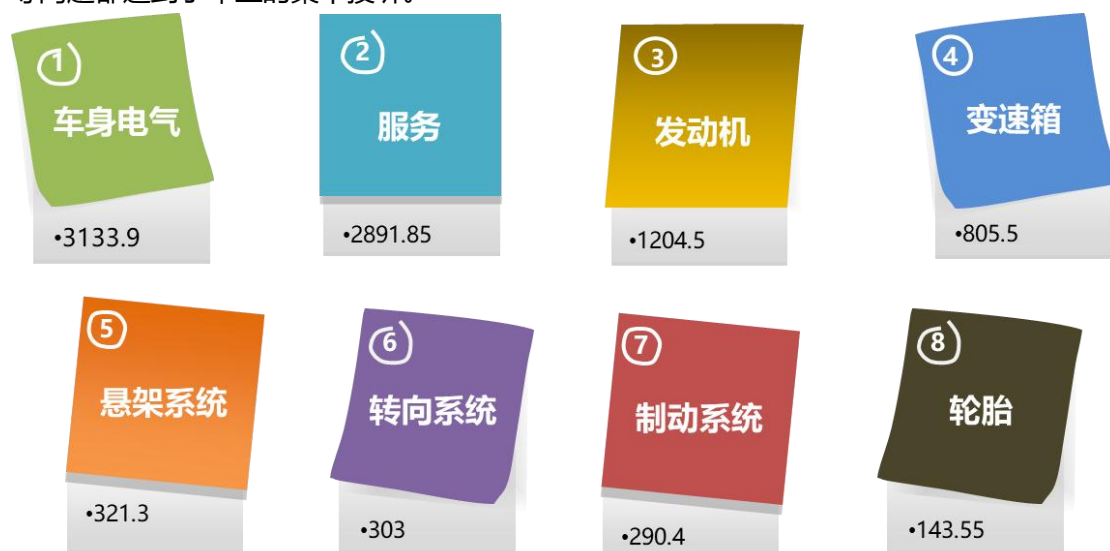 ①
车身电气
•3133.9
②
服务
•2891.85
③
发动机
•1204.5
④
变速箱
•805.5
⑤
悬架系统
•321.3
⑥
转向系统
•303
⑦
制动系统
•290.4
⑧
轮胎
•143.55